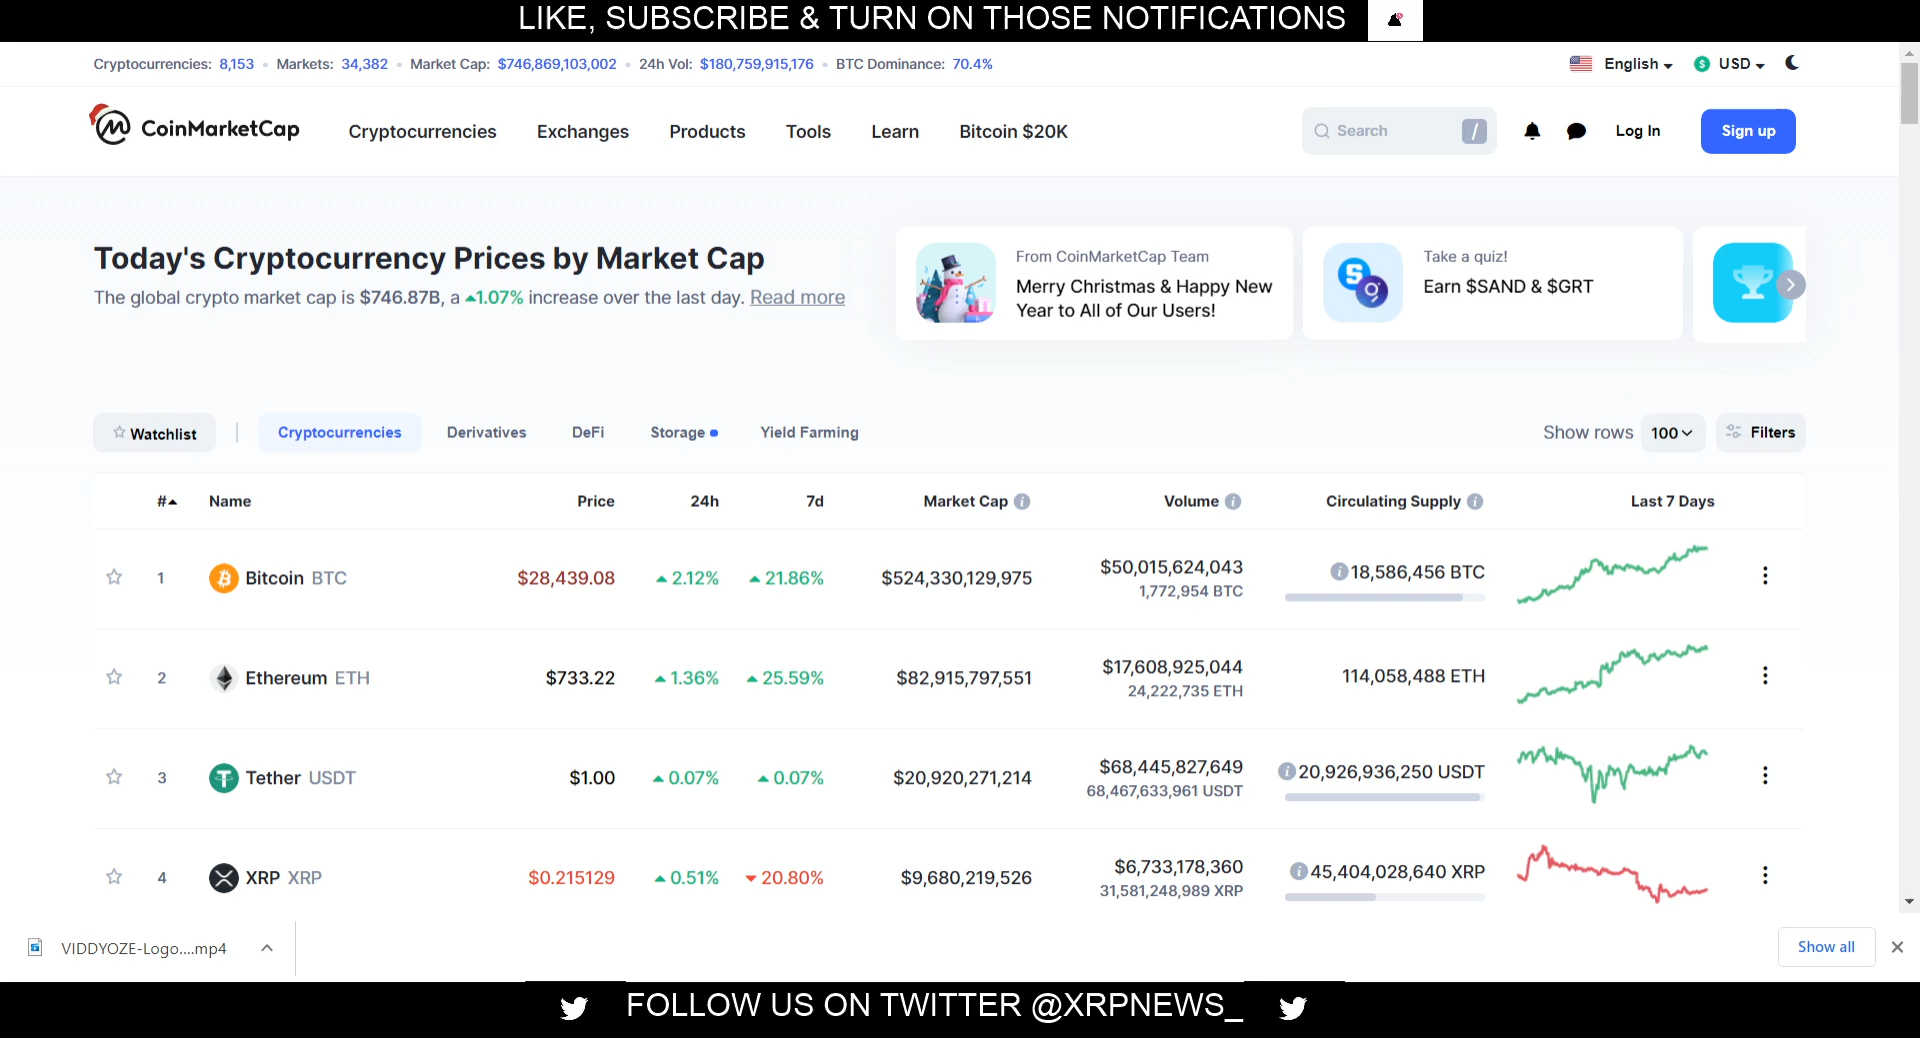 LIKE, SUBSCRIBE & TURN ON THOSE NOTIFICATIONS
Cryptocurrencies: 8,153 Markets: 34,382 Market Cap: $746,869,103,002 24h Vol: $180,759,915,176 BTC Dominance: 70.4% English USD
CoinMarketCap Cryptocurrencies Exchanges Products Tools Learn Bitcoin $20K Search / Log In Sign up
Today's Cryptocurrency Prices by Market Cap
The global crypto market cap is $746.87B, a 1.07% increase over the last day. Read more
From CoinMarketCap Team
Merry Christmas & Happy New
Year to All of Our Users!
Take a quiz!
Earn $SAND & $GRT
Watchlist Cryptocurrencies Derivatives DeFi Storage Yield Farming Show rows 100 Filters
# Name Price 24h 7d Market Cap Volume Circulating Supply Last 7 Days
1 Bitcoin BTC $28,439.08 2.12% 21.86% $524,330,129,975 $50,015,624,043 18,586,456 BTC
1,772,954 BTC
2 Ethereum ETH $733.22 1.36% 25.59% $82,915,797,551 $17,608,925,044 114,058,488 ETH
24,222,735 ETH
3 Tether USDT $1.00 0.07% 0.07% $20,920,271,214 $68,445,827,649 20,926,936,250 USDT
68,467,633,961 USDT
4 XRP XRP $0.215129 0.51% 20.80% $9,680,219,526 $6,733,178,360 45,404,028,640 XRP
31,581,248,989 XRP
VIDDYOZE-Logo....mp4 Show all
FOLLOW US ON TWITTER @XRPNEWS_